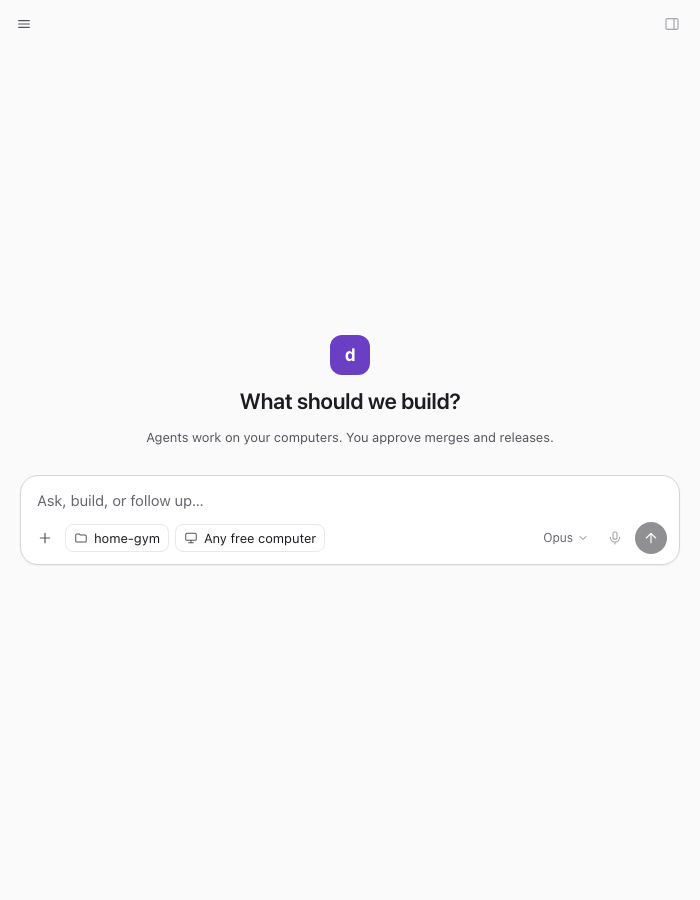 d
What should we build?
Agents work on your computers. You approve merges and releases.
Ask, build, or follow up...
home-gym
Any free computer
Opus